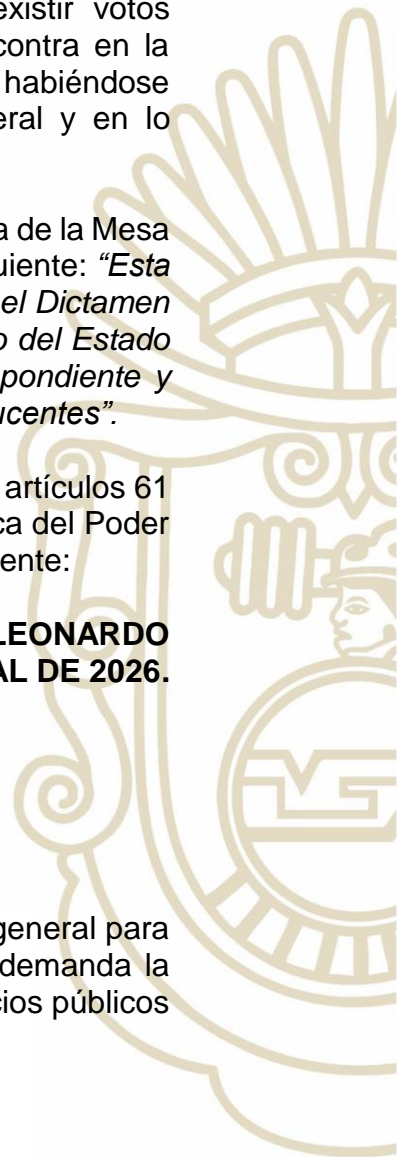 existir votos
contra en la
habiéndose
eral y en lo
a de la Mesa
uiente: “Esta
el Dictamen
o del Estado
spondiente y
ucentes”.
artículos 61
ca del Poder
ente:
LEONARDO
AL DE 2026.
general para
demanda la
cios públicos